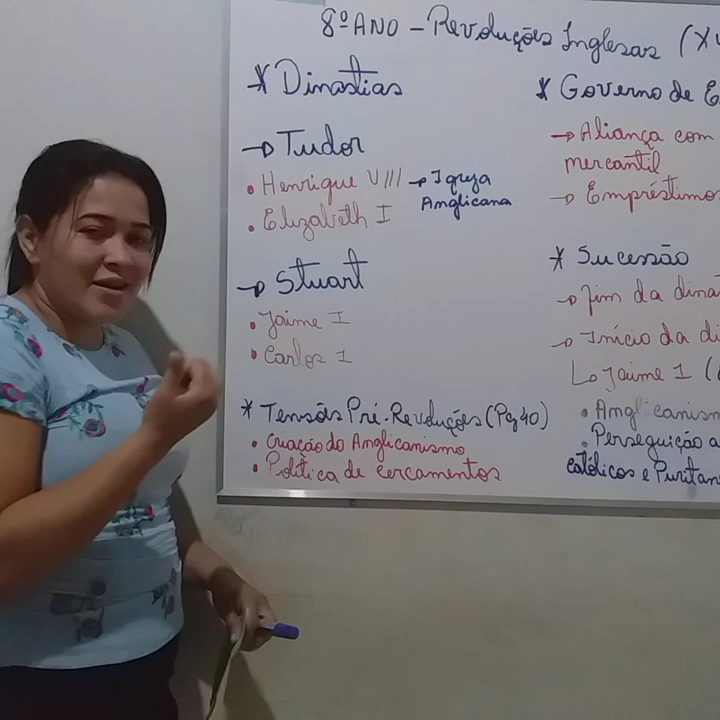 8º ANO - Revoluções Inglesas (XV
* Dinastias
→ Tudor
• Henrique VIII → Igreja
Anglicana
• Elizabeth I
→ Stuart
• Jaime I
• Carlos I
* Tensões Pré-Revoluções (Pg 40)
• Criação do Anglicanismo
• Política de cercamentos
* Governo de E
→ Aliança com
mercantil
→ Empréstimos
* Sucessão
→ Fim da dina
→ Início da di
↳ Jaime I (
• Anglicanism
• Perseguição a
católicos e Puritan